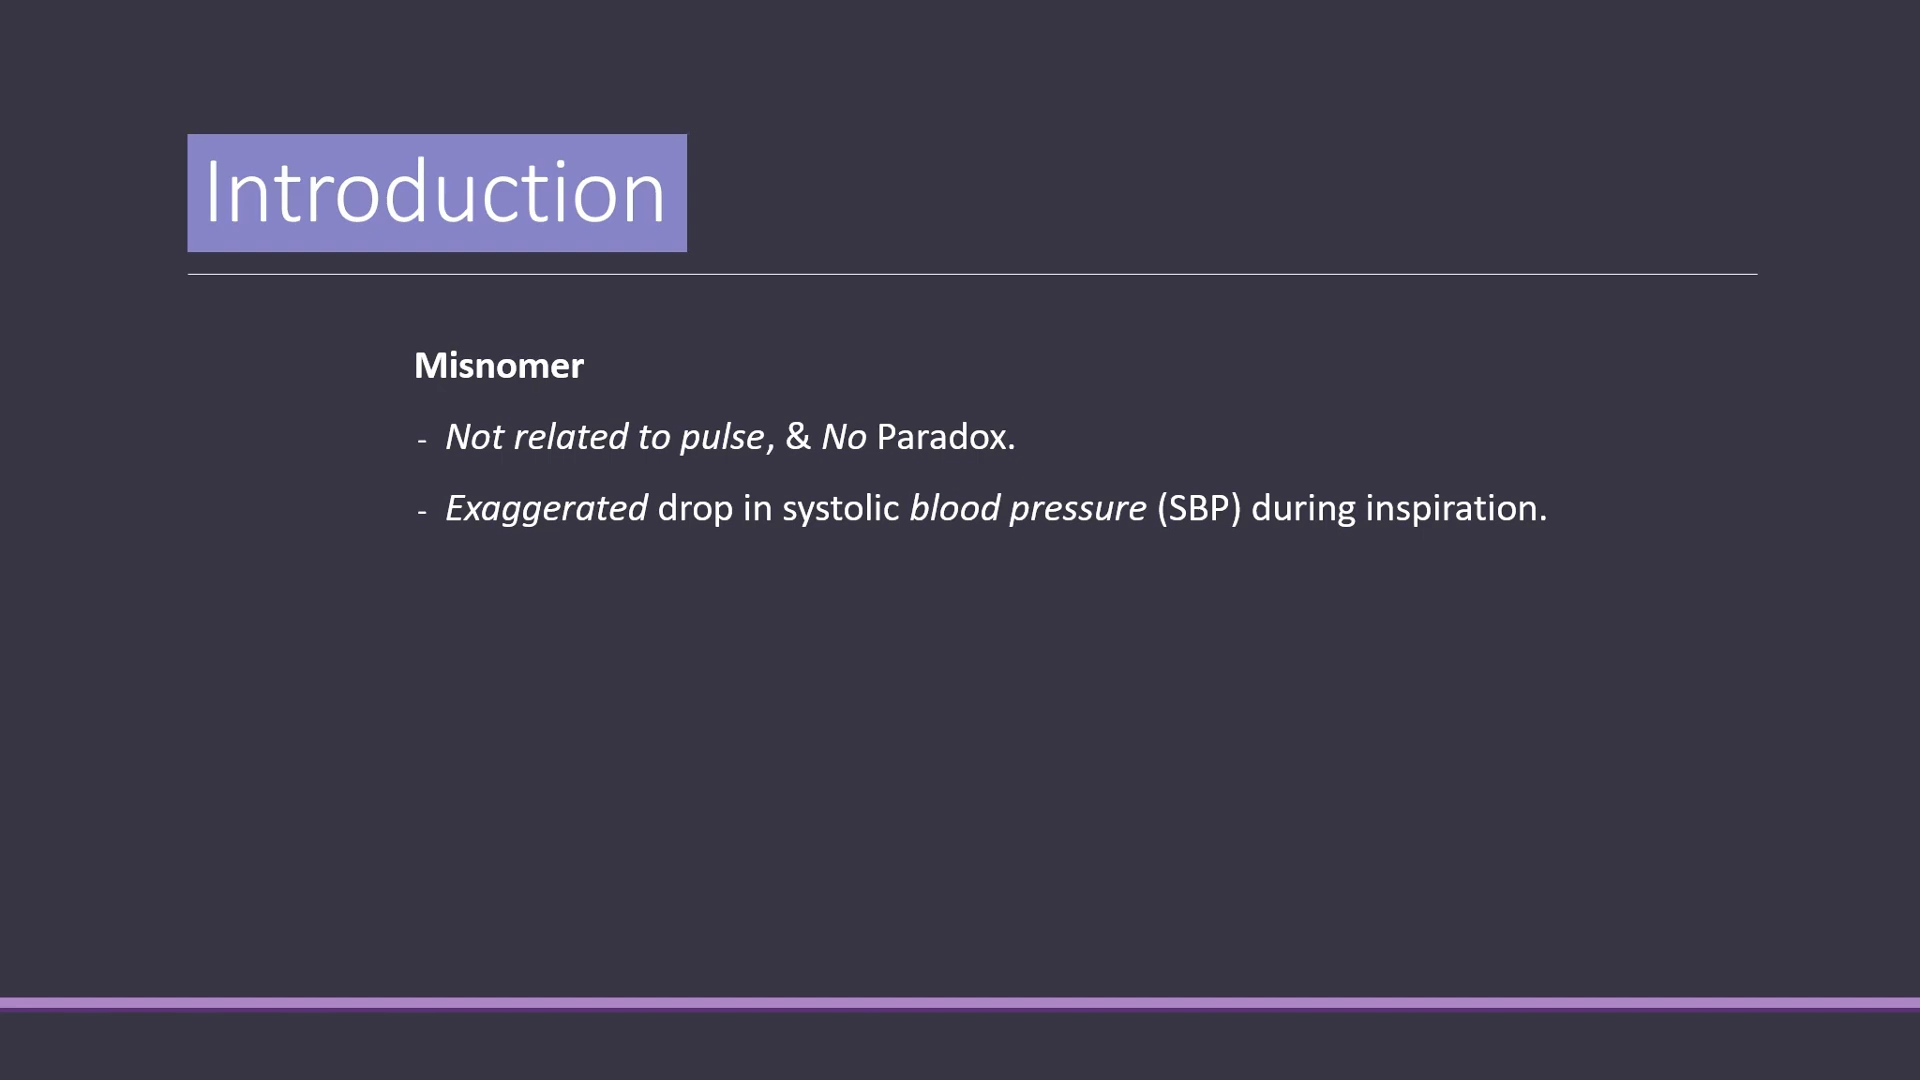 Introduction
Misnomer
- Not related to pulse, & No Paradox.
- Exaggerated drop in systolic blood pressure (SBP) during inspiration.